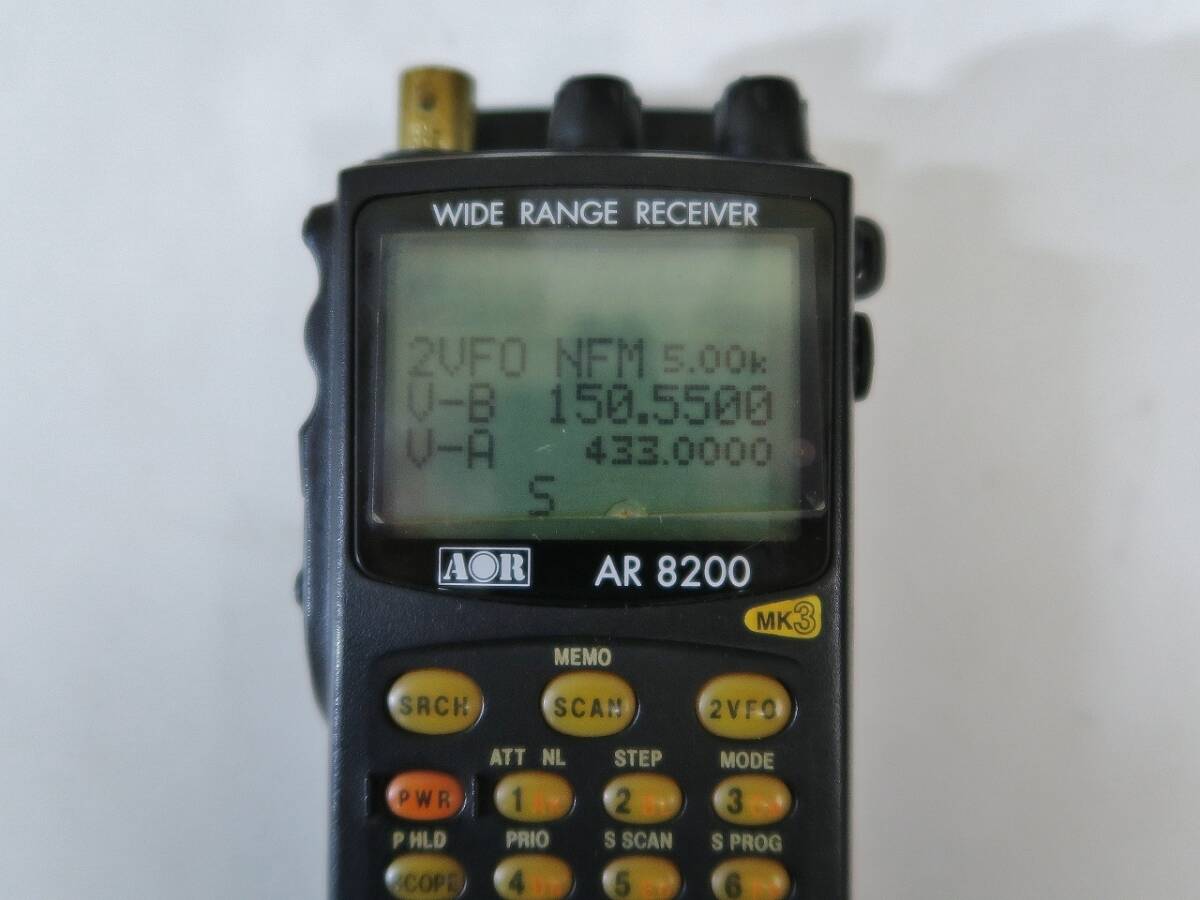 WIDE RANGE RECEIVER
2VFO NFM 5.00k
V-B 150.5500
V-A 433.0000
S
AOR AR 8200
MK3
MEMO
SRCH SCAN 2VFO
ATT NL STEP MODE
PWR 1 2 3
P HLD PRIO S SCAN S PROG
SCOPE 4 5 6